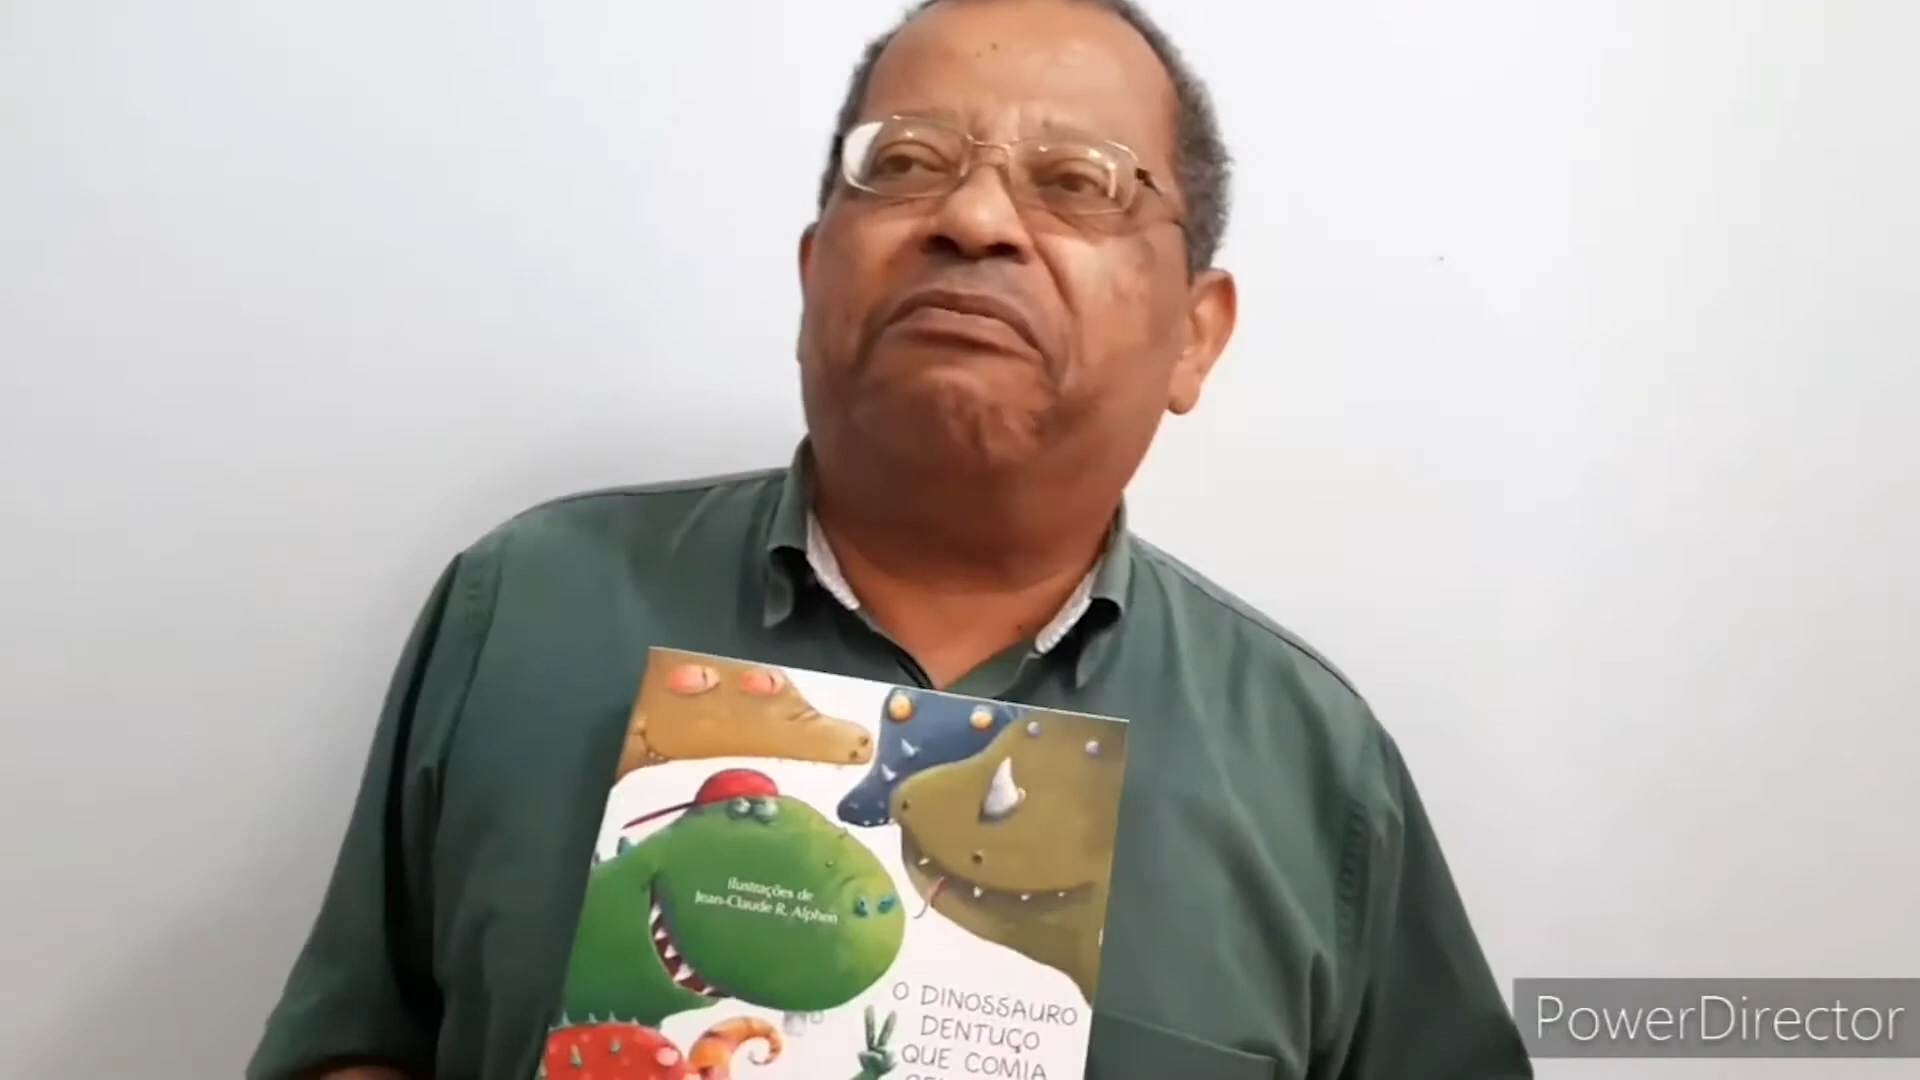 ilustrações de
Jean-Claude R. Alphen
O DINOSSAURO
DENTUÇO
QUE COMIA
PowerDirector